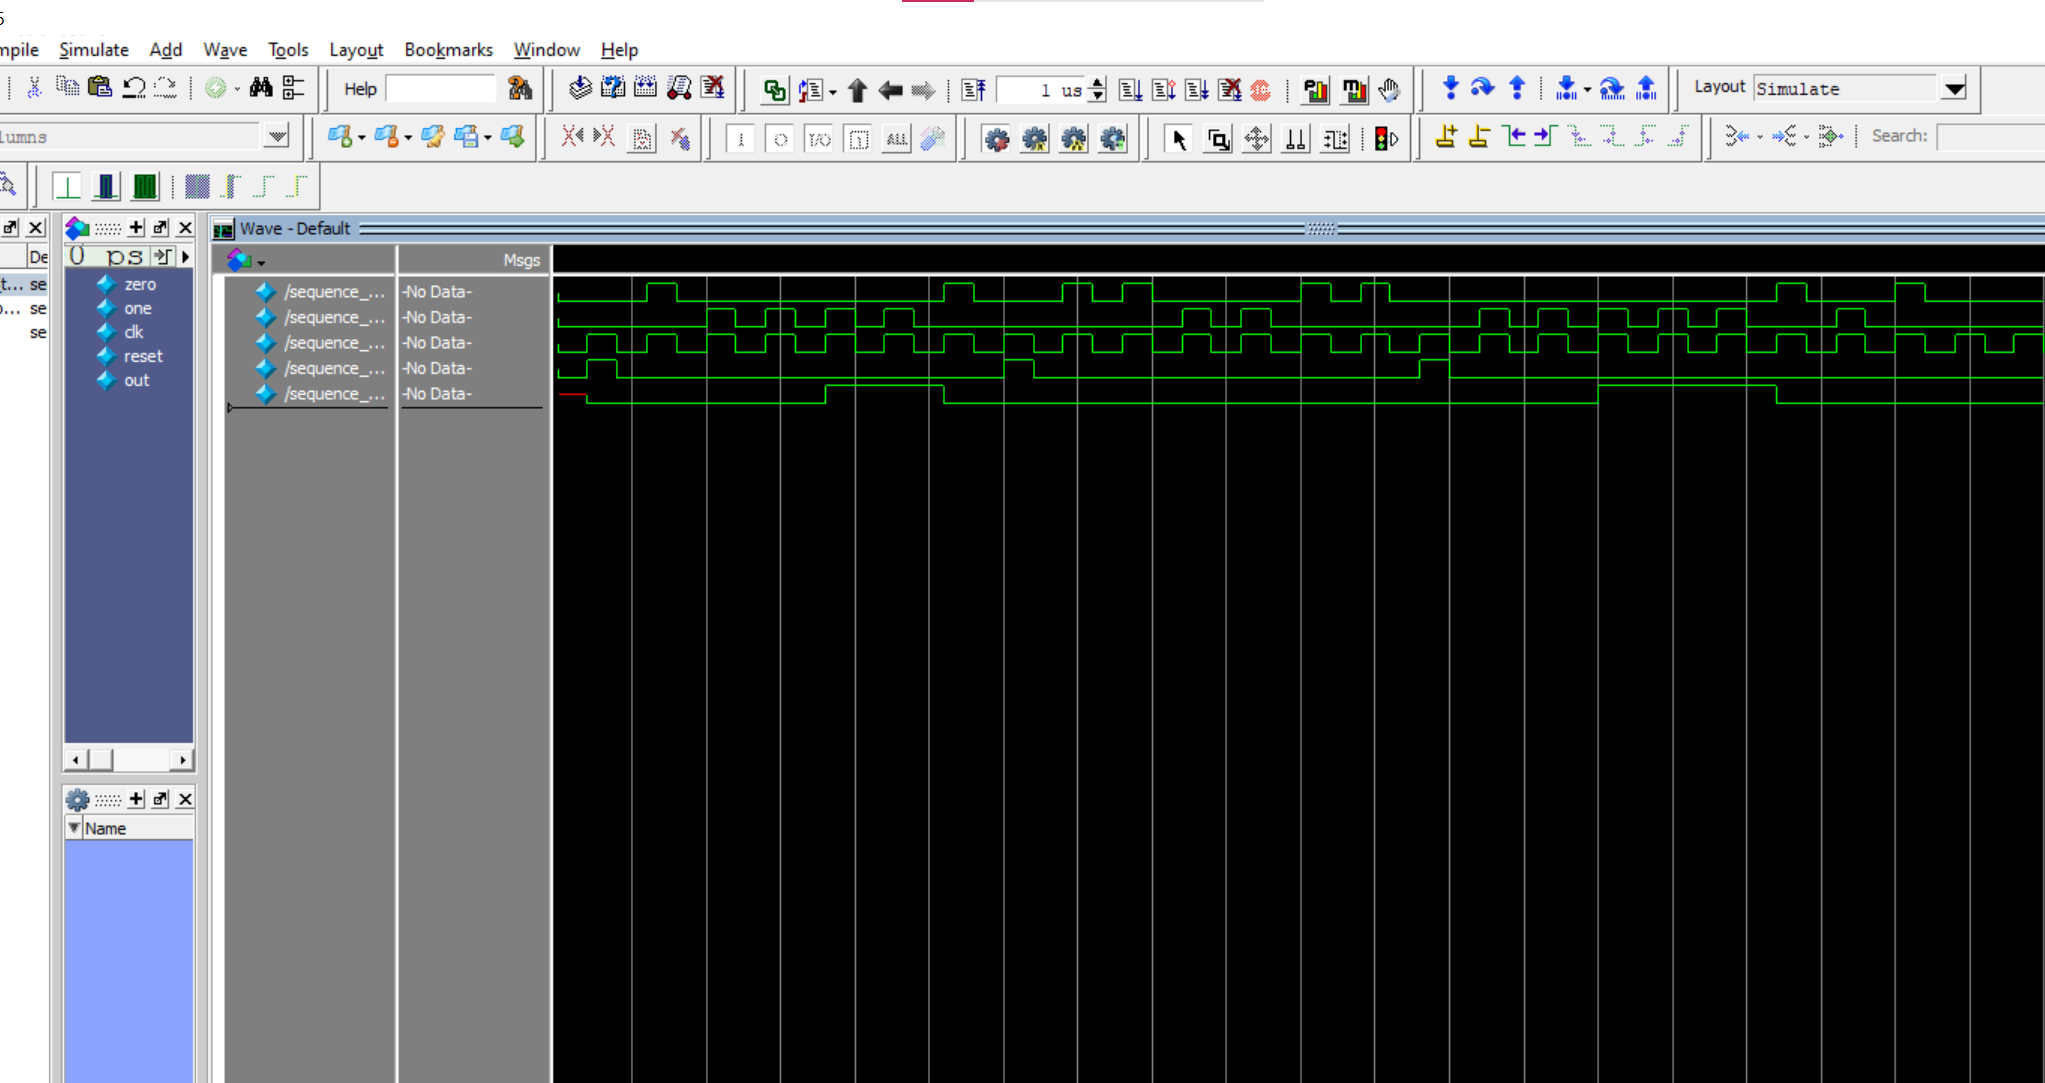 5
mpile Simulate Add Wave Tools Layout Bookmarks Window Help
Help 1 us Layout Simulate
lumns I/O ALL Search:
Wave - Default
De 0 ps Msgs
t... se zero /sequence_... -No Data-
o... se one /sequence_... -No Data-
se clk /sequence_... -No Data-
reset /sequence_... -No Data-
out /sequence_... -No Data-
Name